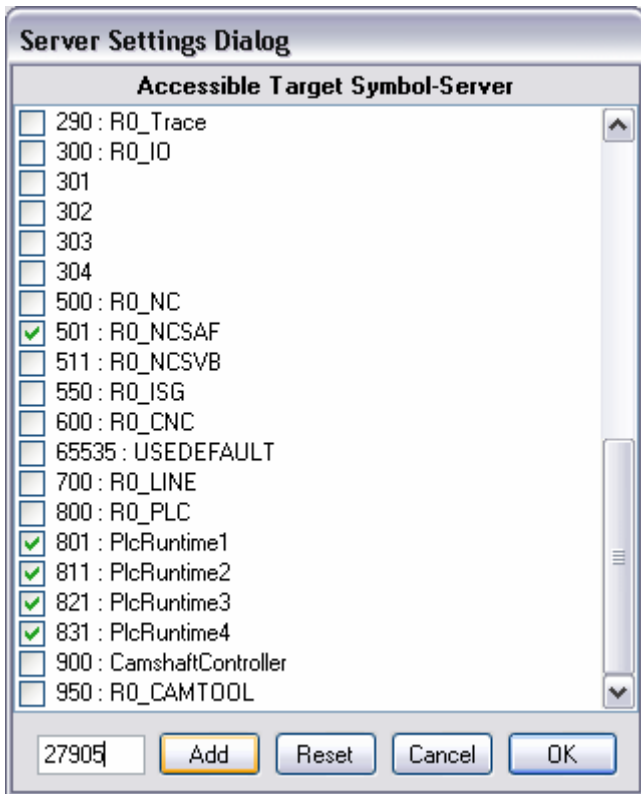 Server Settings Dialog
Accessible Target Symbol-Server
290 : R0_Trace
300 : R0_IO
301
302
303
304
500 : R0_NC
501 : R0_NCSAF
511 : R0_NCSVB
550 : R0_ISG
600 : R0_CNC
65535 : USEDEFAULT
700 : R0_LINE
800 : R0_PLC
801 : PlcRuntime1
811 : PlcRuntime2
821 : PlcRuntime3
831 : PlcRuntime4
900 : CamshaftController
950 : R0_CAMTOOL
27905 Add Reset Cancel OK